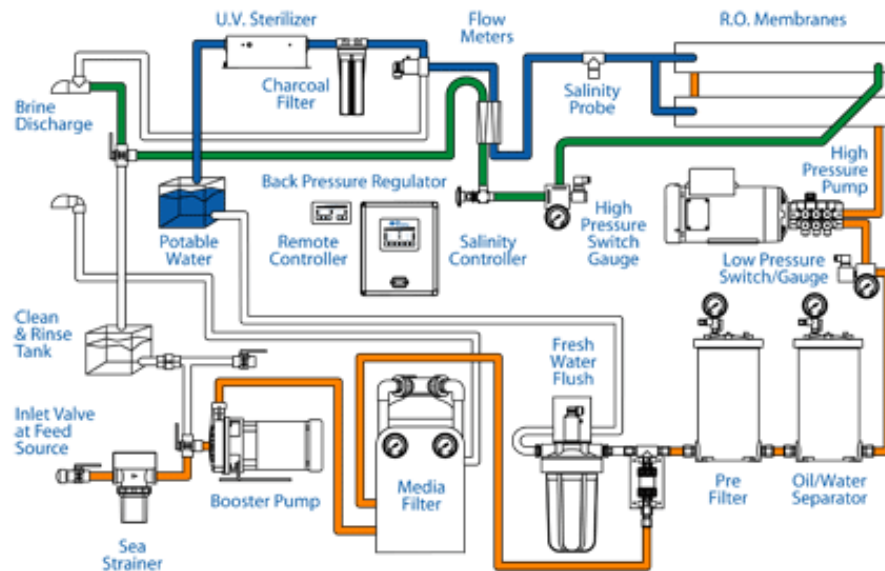 U.V. Sterilizer
Flow
Meters
R.O. Membranes
Brine
Discharge
Charcoal
Filter
Salinity
Probe
High
Pressure
Pump
Back Pressure Regulator
Potable
Water
Remote
Controller
Salinity
Controller
High
Pressure
Switch
Gauge
Low Pressure
Switch/Gauge
Clean
& Rinse
Tank
Fresh
Water
Flush
Inlet Valve
at Feed
Source
Booster Pump
Media
Filter
Pre
Filter
Oil/Water
Separator
Sea
Strainer